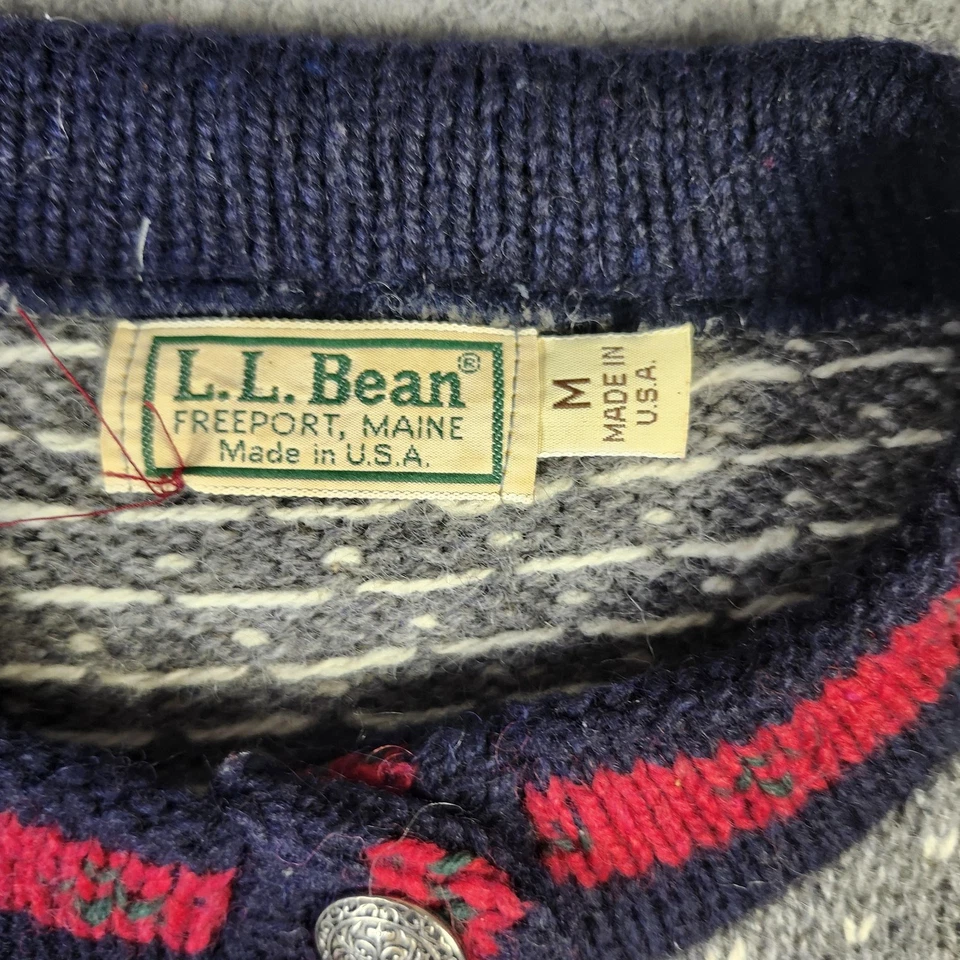 L.L. Bean®
FREEPORT, MAINE
Made in U.S.A.
M
MADE IN
U.S.A.